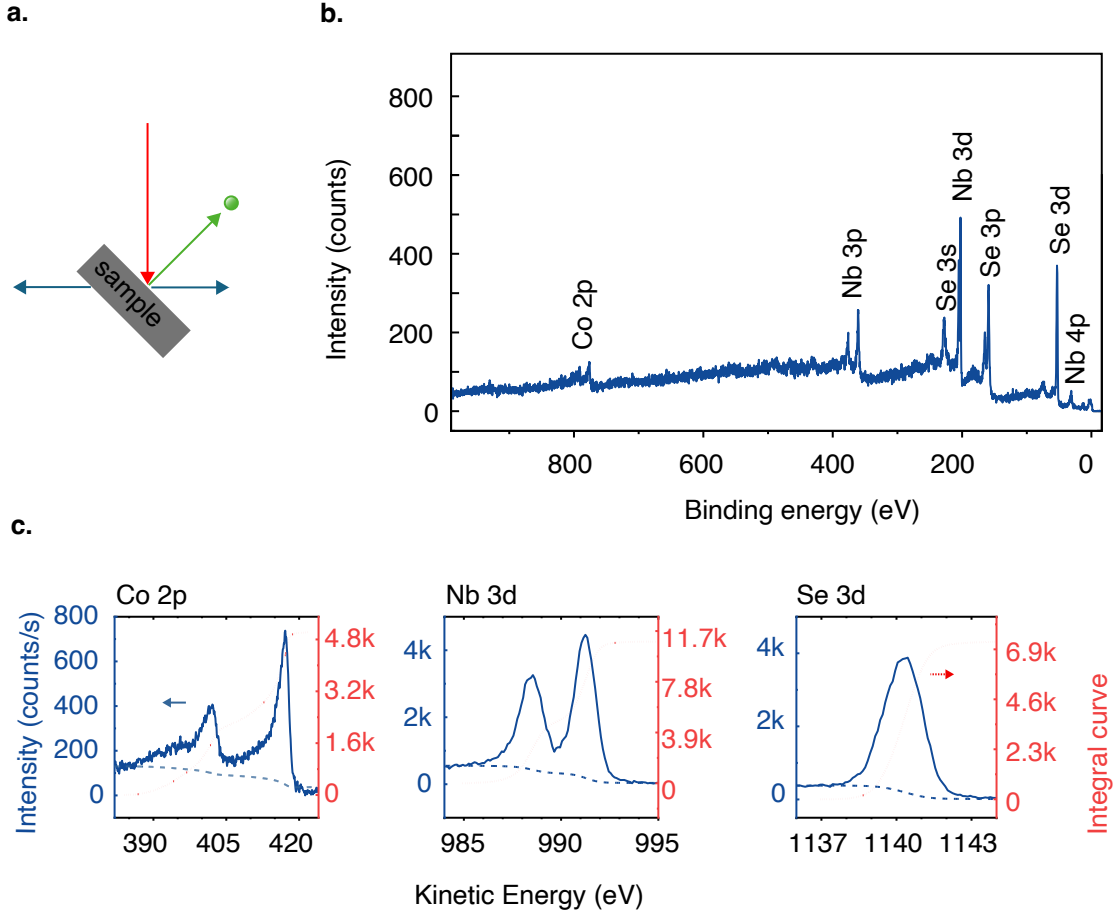 a.
b.
sample
Intensity (counts)
800
600
400
200
0
Co 2p
Nb 3p
Se 3s
Nb 3d
Se 3p
Se 3d
Nb 4p
800 600 400 200 0
Binding energy (eV)
c.
Co 2p
Nb 3d
Se 3d
Intensity (counts/s)
800
600
400
200
0
4.8k
3.2k
1.6k
0
390 405 420
4k
2k
0
11.7k
7.8k
3.9k
0
985 990 995
4k
2k
0
6.9k
4.6k
2.3k
0
1137 1140 1143
Integral curve
Kinetic Energy (eV)